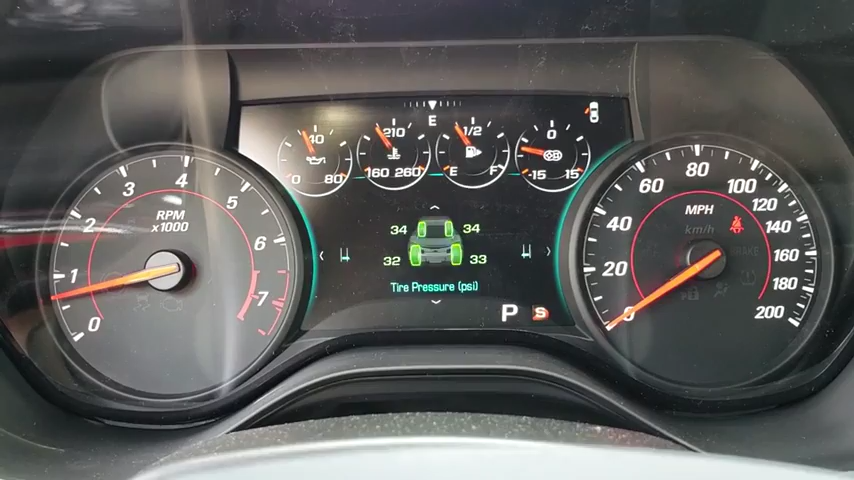 E
40
0 80
210
160 260
1/2
E F
0
-15 15
0 1 2 3 4 5 6 7
RPM
x1000
34 34
32 33
Tire Pressure (psi)
P S
0 20 40 60 80 100 120 140 160 180 200
MPH
km/h
BRAKE